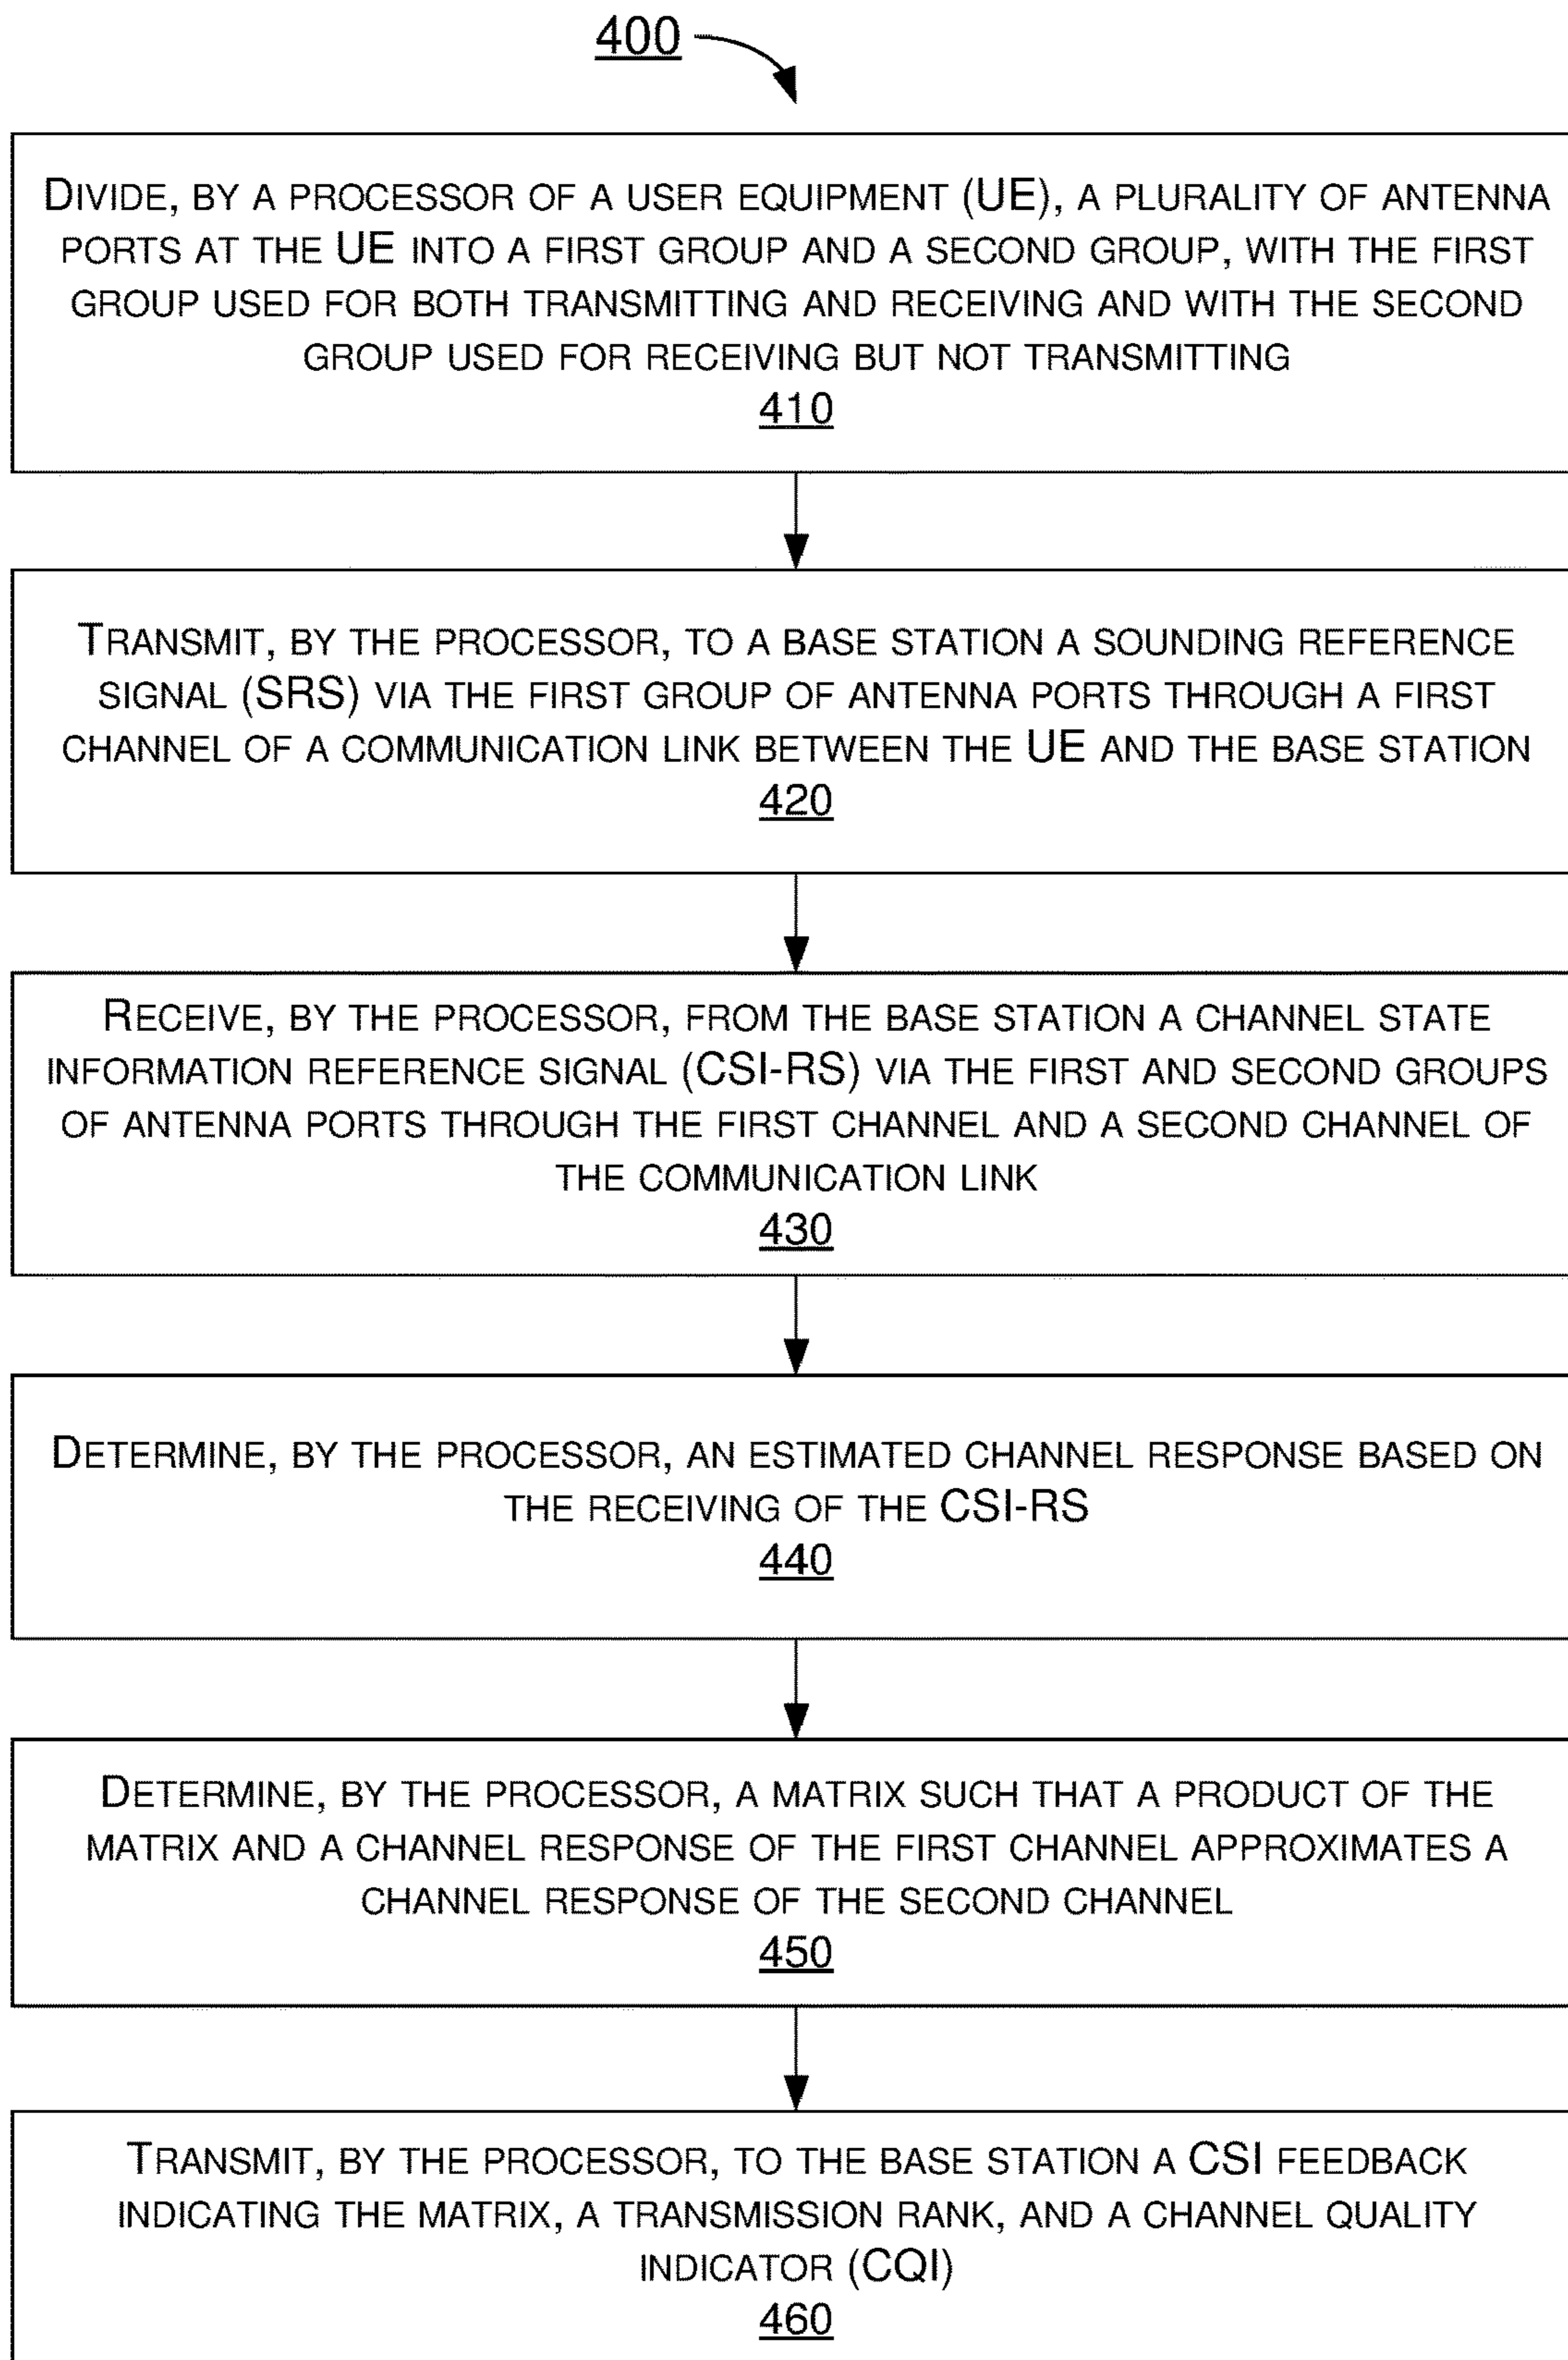 400
DIVIDE, BY A PROCESSOR OF A USER EQUIPMENT (UE), A PLURALITY OF ANTENNA
PORTS AT THE UE INTO A FIRST GROUP AND A SECOND GROUP, WITH THE FIRST
GROUP USED FOR BOTH TRANSMITTING AND RECEIVING AND WITH THE SECOND
GROUP USED FOR RECEIVING BUT NOT TRANSMITTING
410
TRANSMIT, BY THE PROCESSOR, TO A BASE STATION A SOUNDING REFERENCE
SIGNAL (SRS) VIA THE FIRST GROUP OF ANTENNA PORTS THROUGH A FIRST
CHANNEL OF A COMMUNICATION LINK BETWEEN THE UE AND THE BASE STATION
420
RECEIVE, BY THE PROCESSOR, FROM THE BASE STATION A CHANNEL STATE
INFORMATION REFERENCE SIGNAL (CSI-RS) VIA THE FIRST AND SECOND GROUPS
OF ANTENNA PORTS THROUGH THE FIRST CHANNEL AND A SECOND CHANNEL OF
THE COMMUNICATION LINK
430
DETERMINE, BY THE PROCESSOR, AN ESTIMATED CHANNEL RESPONSE BASED ON
THE RECEIVING OF THE CSI-RS
440
DETERMINE, BY THE PROCESSOR, A MATRIX SUCH THAT A PRODUCT OF THE
MATRIX AND A CHANNEL RESPONSE OF THE FIRST CHANNEL APPROXIMATES A
CHANNEL RESPONSE OF THE SECOND CHANNEL
450
TRANSMIT, BY THE PROCESSOR, TO THE BASE STATION A CSI FEEDBACK
INDICATING THE MATRIX, A TRANSMISSION RANK, AND A CHANNEL QUALITY
INDICATOR (CQI)
460